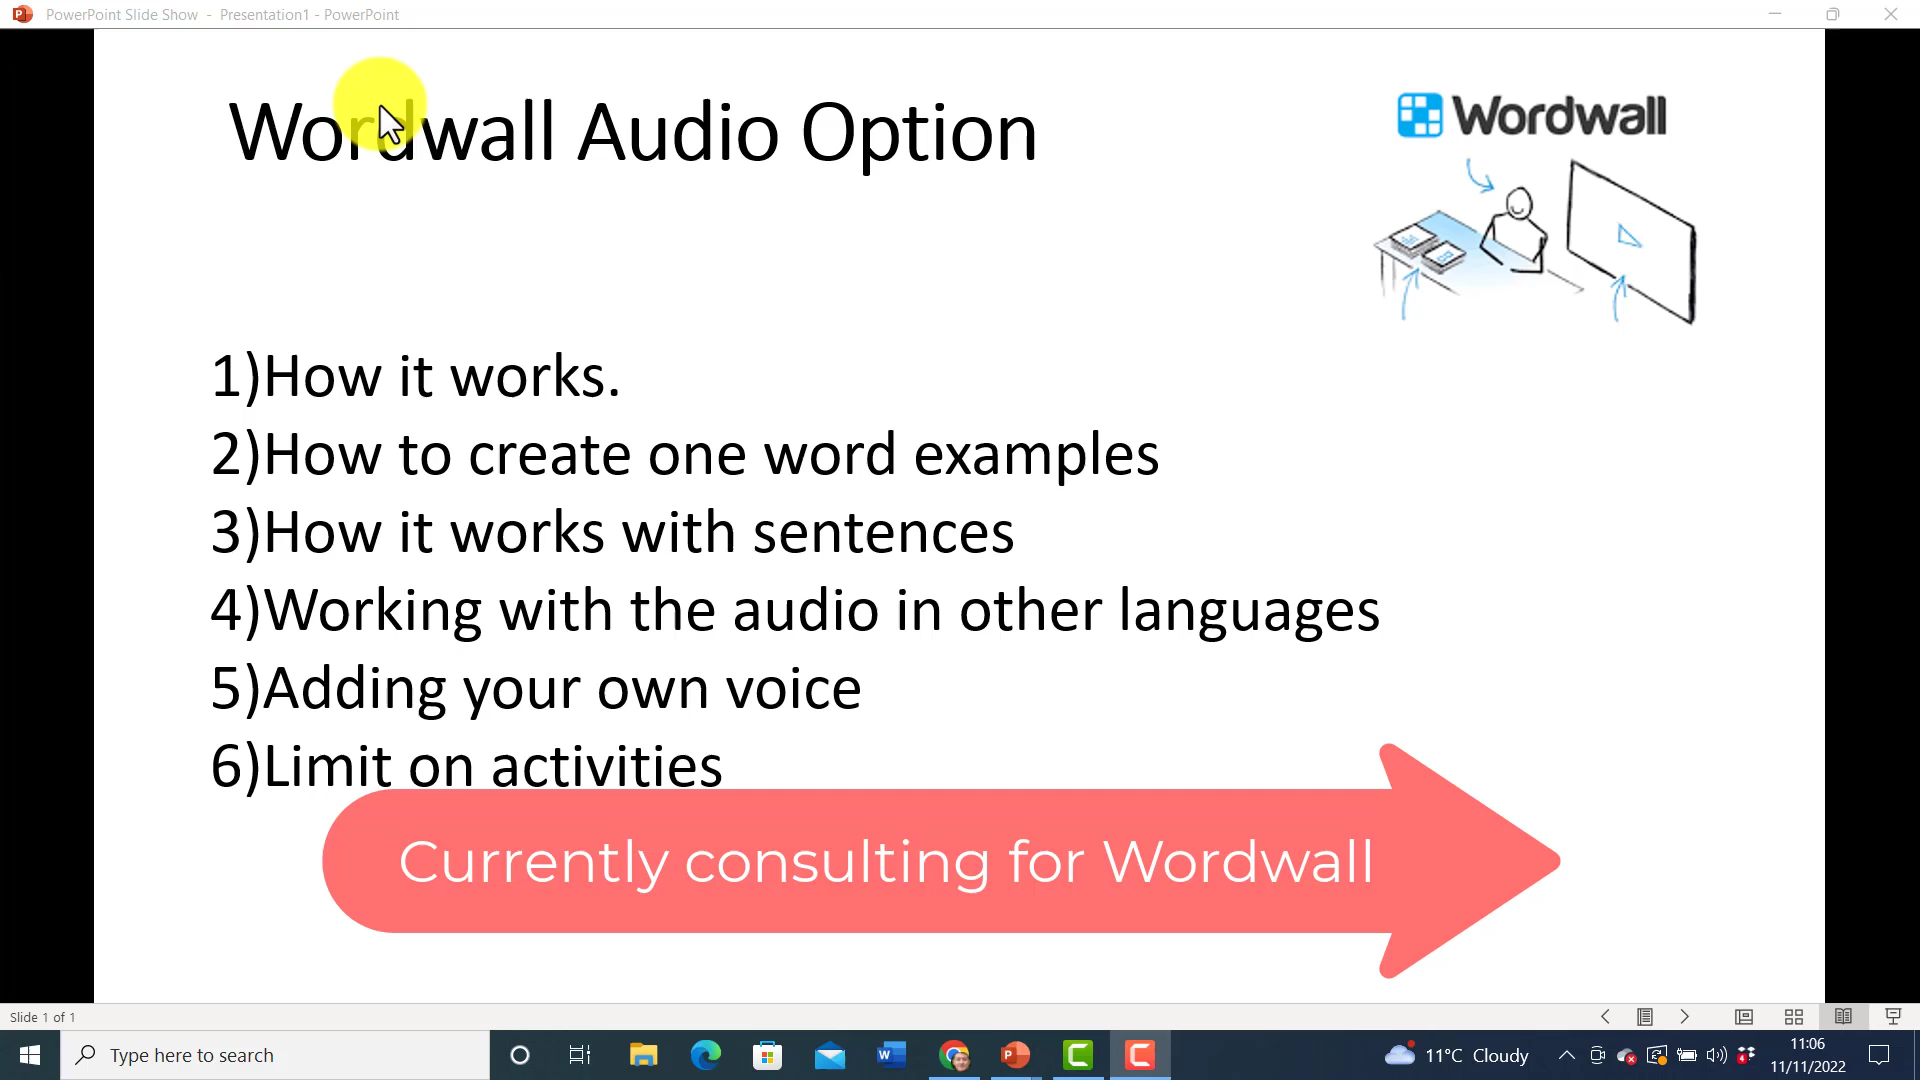 PowerPoint Slide Show - Presentation1 - PowerPoint
Wordwall Audio Option
Wordwall
1)How it works.
2)How to create one word examples
3)How it works with sentences
4)Working with the audio in other languages
5)Adding your own voice
6)Limit on activities
Currently consulting for Wordwall
Slide 1 of 1
Type here to search
11°C Cloudy
11:06
11/11/2022